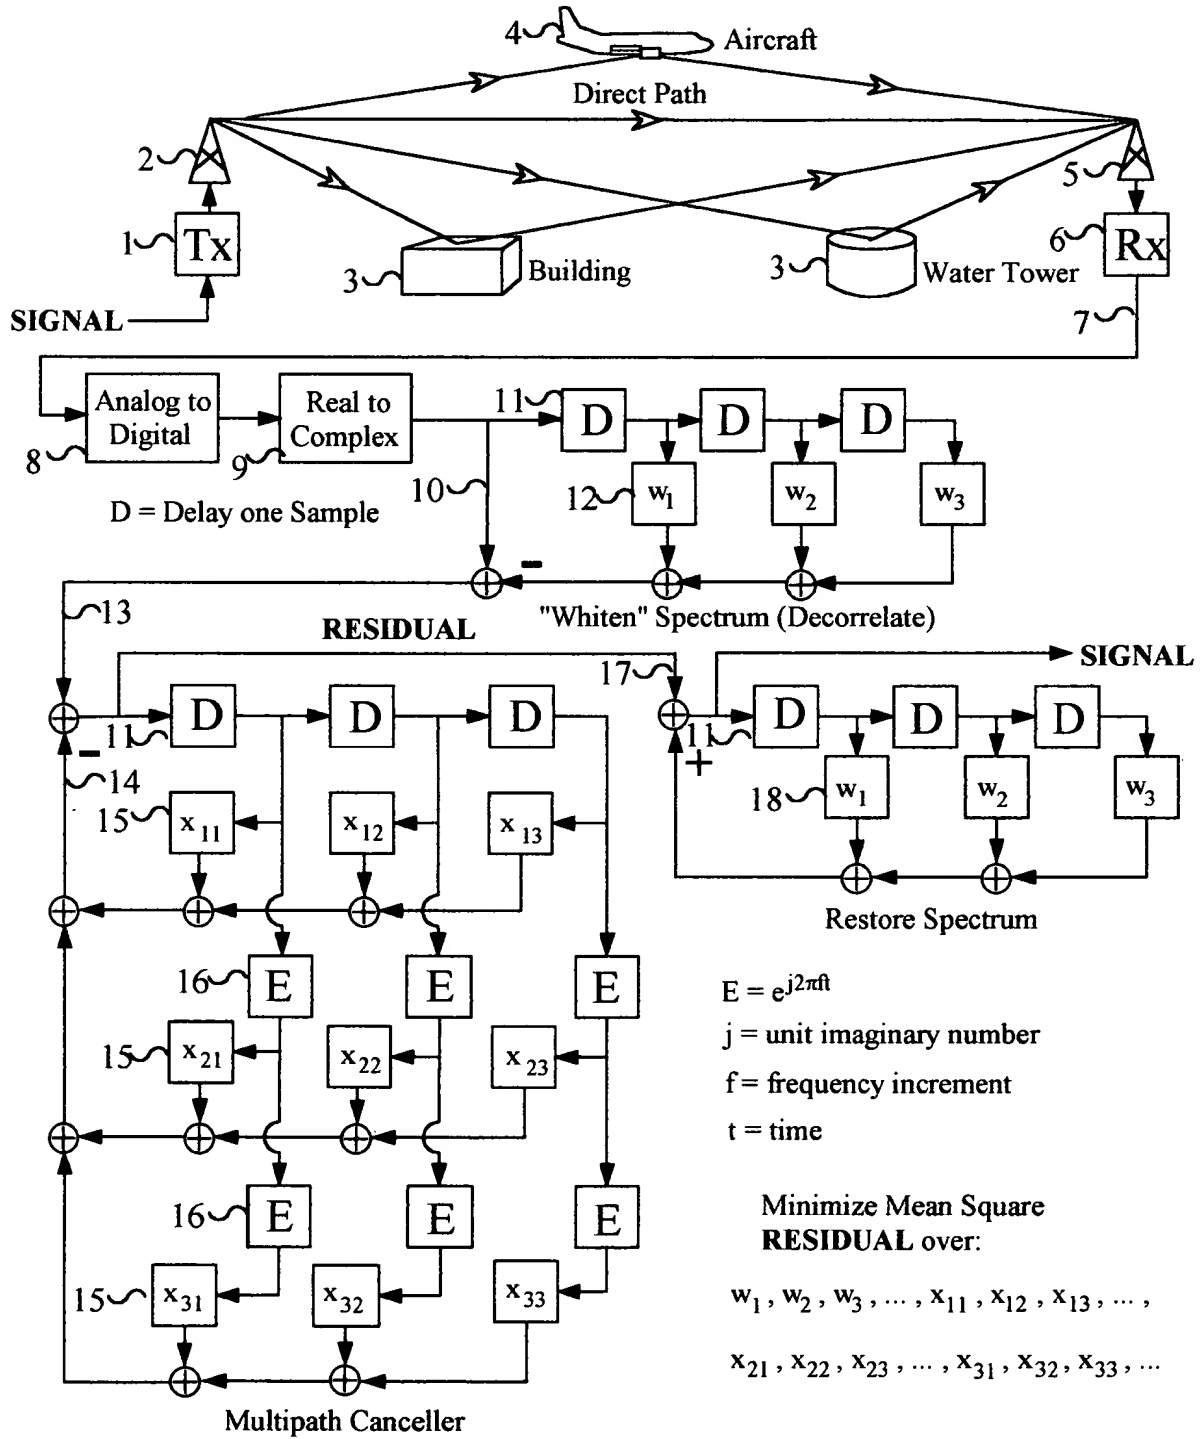 4 Aircraft
Direct Path
2
5
1 Tx
6 Rx
3 Building
3 Water Tower
SIGNAL
7
Analog to
Digital
8
Real to
Complex
9
11 D D D
10
12 w1 w2 w3
D = Delay one Sample
-
13
"Whiten" Spectrum (Decorrelate)
RESIDUAL
17
SIGNAL
11 D D D
-
14
11 D D D
+
18 w1 w2 w3
15 x11 x12 x13
Restore Spectrum
16 E E E
E = e^j2πft
j = unit imaginary number
15 x21 x22 x23
f = frequency increment
t = time
16 E E E
Minimize Mean Square
RESIDUAL over:
15 x31 x32 x33
w1 , w2 , w3 , ... , x11 , x12 , x13 , ... ,
x21 , x22 , x23 , ... , x31 , x32 , x33 , ...
Multipath Canceller